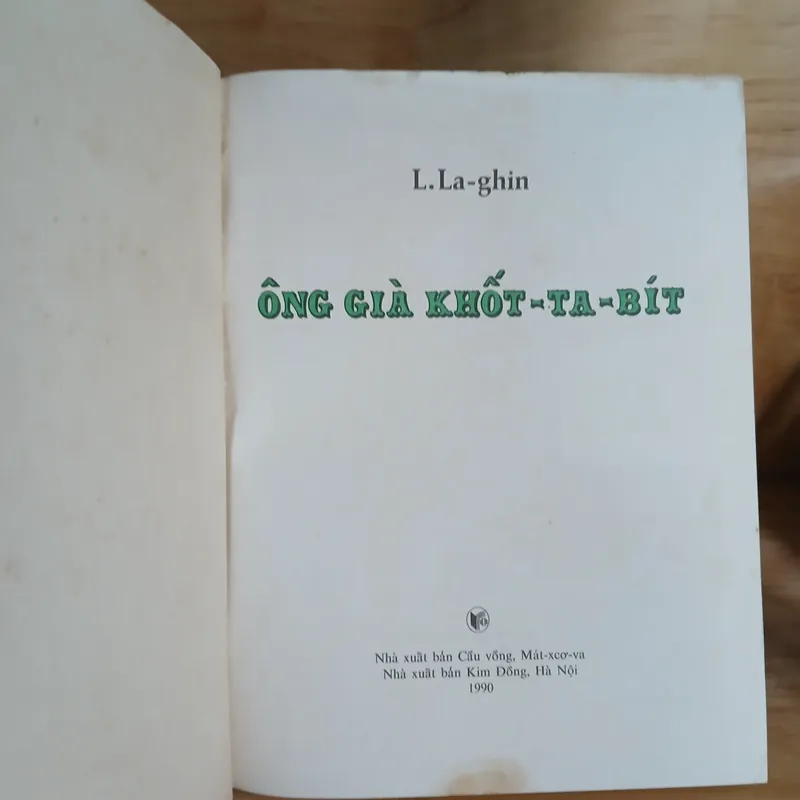 L.La-ghin
ÔNG GIÀ KHỐT-TA-BÍT
Nhà xuất bản Cầu vồng, Mát-xcơ-va
Nhà xuất bản Kim Đồng, Hà Nội
1990